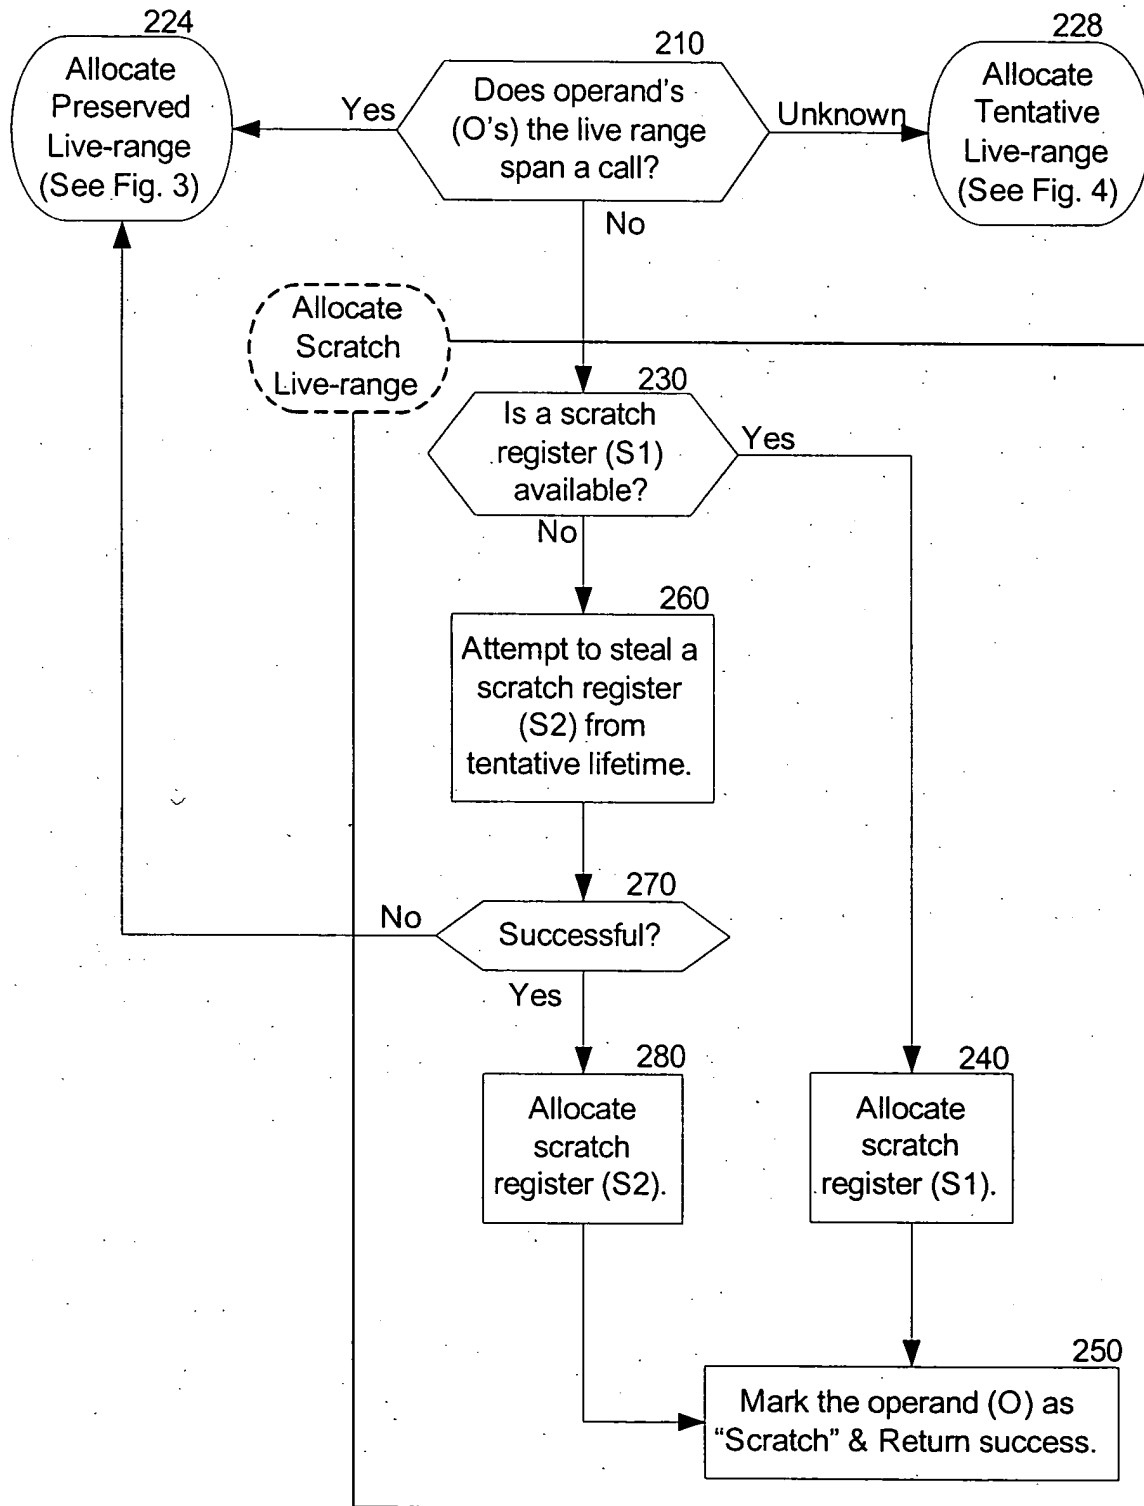 224
Allocate
Preserved
Live-range
(See Fig. 3)
Yes
210
Does operand's
(O's) the live range
span a call?
Unknown
228
Allocate
Tentative
Live-range
(See Fig. 4)
No
Allocate
Scratch
Live-range
230
Is a scratch
register (S1)
available?
Yes
No
260
Attempt to steal a
scratch register
(S2) from
tentative lifetime.
270
Successful?
No
Yes
280
Allocate
scratch
register (S2).
240
Allocate
scratch
register (S1).
250
Mark the operand (O) as
“Scratch” & Return success.